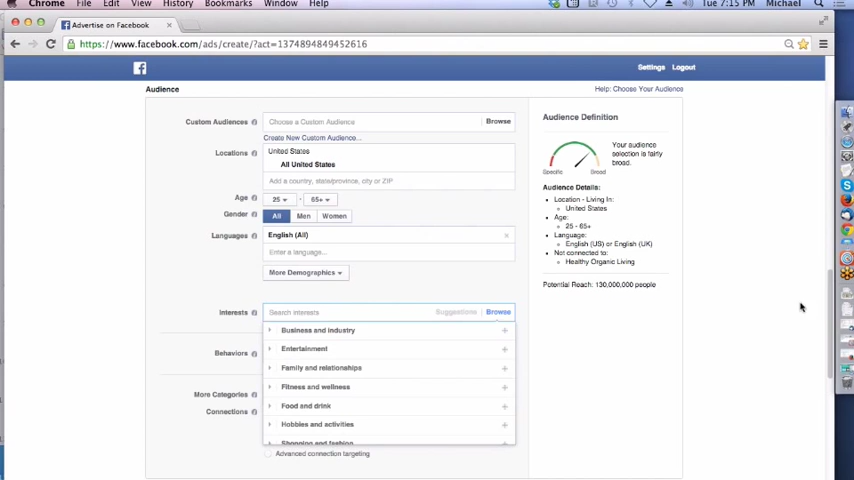 Chrome File Edit View History Bookmarks Window Help Tue 7:15 PM Michael
Advertise on Facebook
https://www.facebook.com/ads/create/?act=1374894849452616
Settings Logout
Audience
Help: Choose Your Audience
Custom Audiences Choose a Custom Audience Browse
Create New Custom Audience...
Locations United States
All United States
Add a country, state/province, city or ZIP
Age 25 - 65+
Gender All Men Women
Languages English (All)
Enter a language...
More Demographics
Interests Search interests Suggestions Browse
Business and industry
Entertainment
Behaviors
Family and relationships
Fitness and wellness
More Categories
Food and drink
Connections
Hobbies and activities
Shopping and fashion
Advanced connection targeting
Audience Definition
Your audience
selection is fairly
broad.
Specific Broad
Audience Details:
Location - Living In:
United States
Age:
25 - 65+
Language:
English (US) or English (UK)
Not connected to:
Healthy Organic Living
Potential Reach: 130,000,000 people